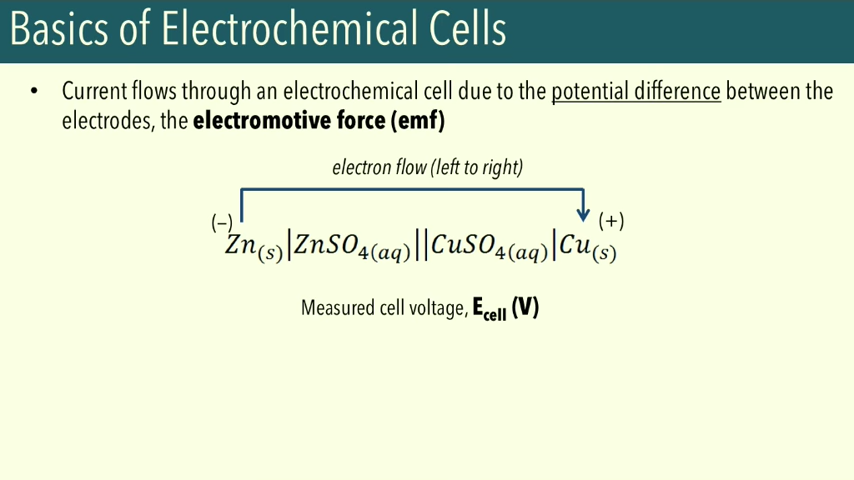 Basics of Electrochemical Cells
• Current flows through an electrochemical cell due to the potential difference between the
electrodes, the electromotive force (emf)
electron flow (left to right)
(–) (+)
Zn(s)|ZnSO4(aq)||CuSO4(aq)|Cu(s)
Measured cell voltage, Ecell (V)